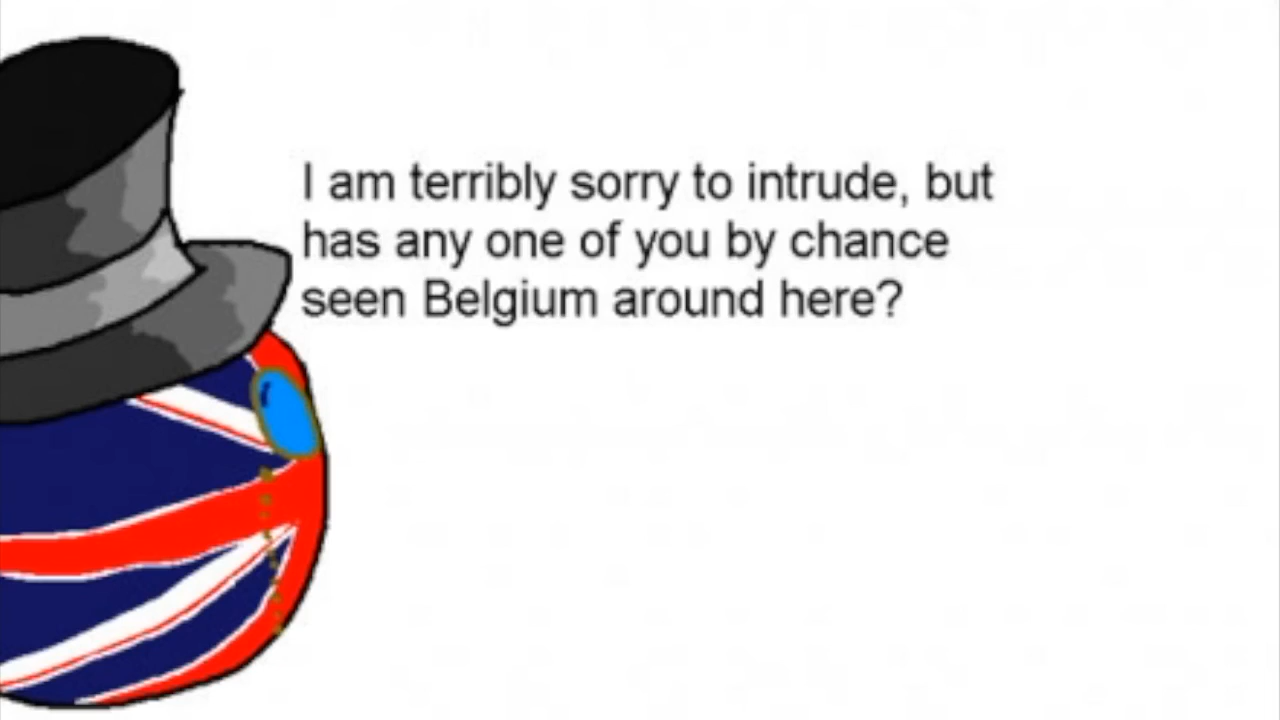 I am terribly sorry to intrude, but
has any one of you by chance
seen Belgium around here?